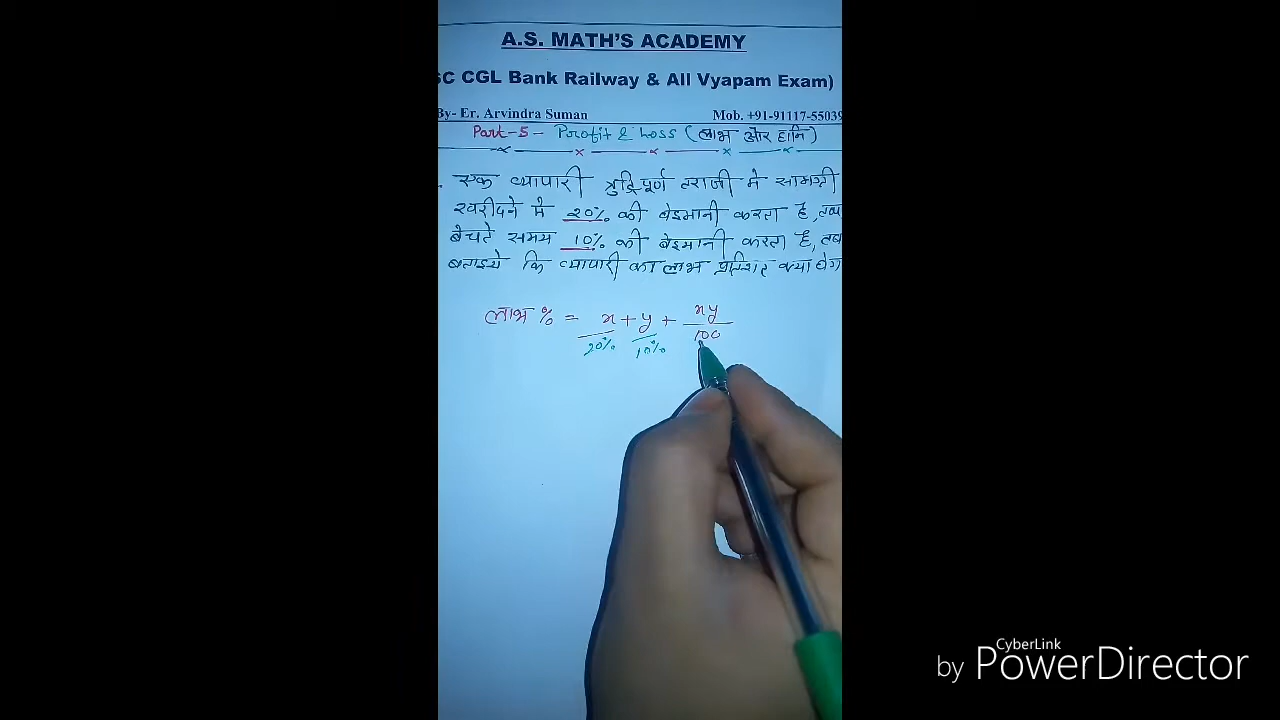 A.S. MATH'S ACADEMY
SC CGL Bank Railway & All Vyapam Exam)
By- Er. Arvindra Suman Mob. +91-91117-55039
Part-5 - Profit & Loss (लाभ और हानि)
एक व्यापारी त्रुटिपूर्ण तराजी में सामग्री
खरीदने में 20% की बेइमानी करता है, तथा
बेचते समय 10% की बेइमानी करता है, तब
बताइये कि व्यापारी का लाभ प्रतिशत क्या
लाभ % = x + y + xy
100
20% 10%
CyberLink
by PowerDirector